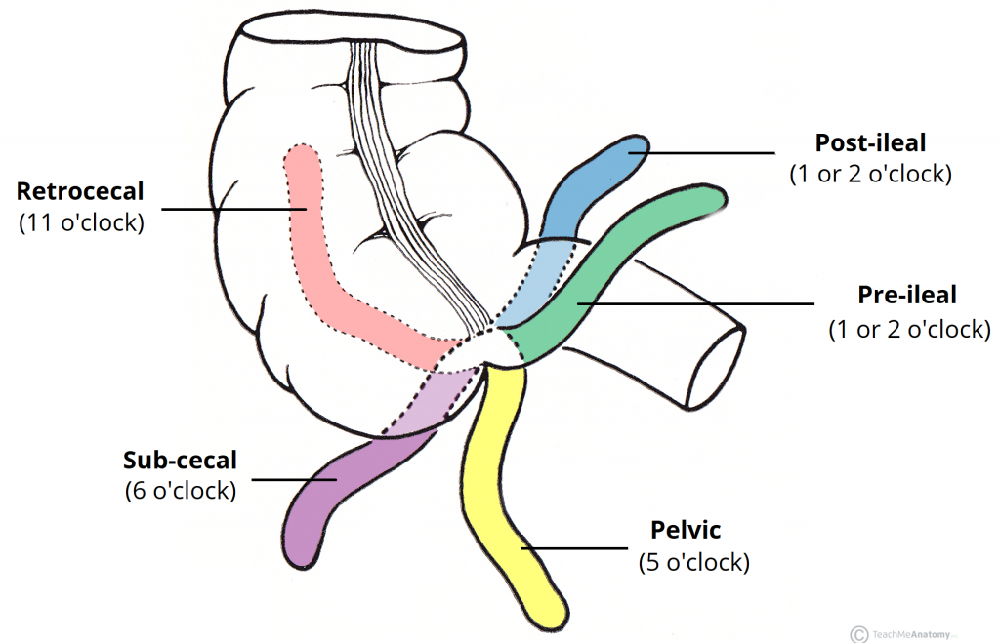 Post-ileal
(1 or 2 o'clock)
Retrocecal
(11 o'clock)
Pre-ileal
(1 or 2 o'clock)
Sub-cecal
(6 o'clock)
Pelvic
(5 o'clock)
© TeachMeAnatomy